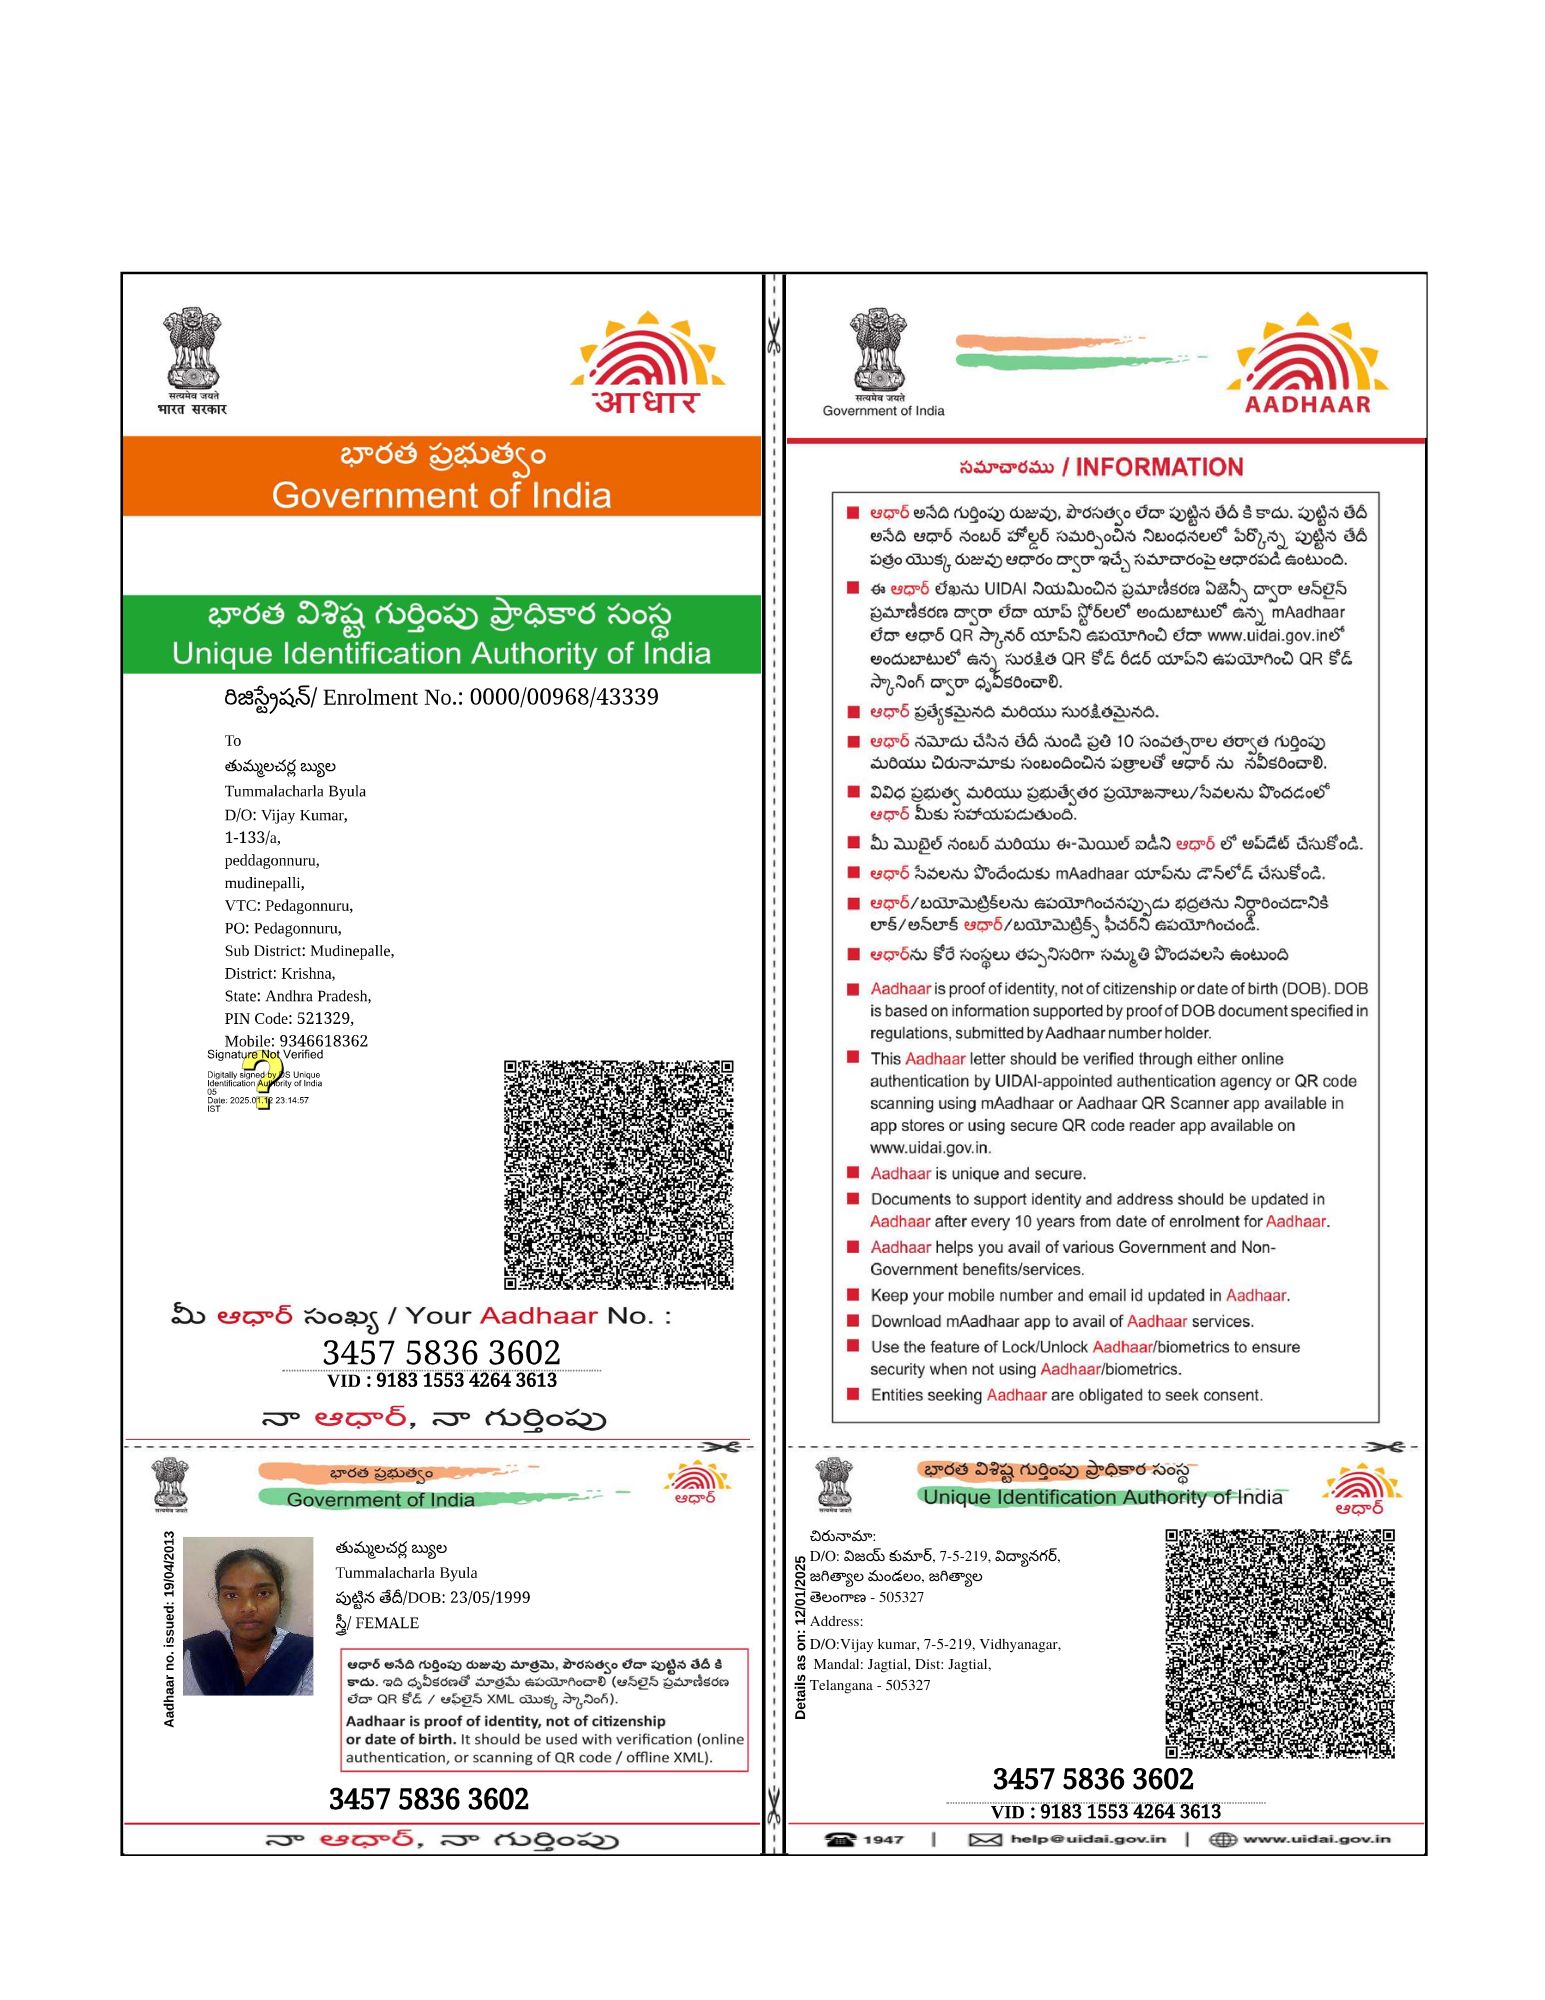 सत्यमेव जयते
भारत सरकार
आधार
భారత ప్రభుత్వం
Government of India
భారత విశిష్ట గుర్తింపు ప్రాధికార సంస్థ
Unique Identification Authority of India
రిజిస్ట్రేషన్/ Enrolment No.: 0000/00968/43339
To
తుమ్మలచర్ల బ్యుల
Tummalacharla Byula
D/O: Vijay Kumar,
1-133/a,
peddagonnuru,
mudinepalli,
VTC: Pedagonnuru,
PO: Pedagonnuru,
Sub District: Mudinepalle,
District: Krishna,
State: Andhra Pradesh,
PIN Code: 521329,
Mobile: 9346618362
Signature Not Verified
Digitally signed by DS Unique
Identification Authority of India
05
Date: 2025.01.12 23:14:57
IST
మీ ఆధార్ సంఖ్య / Your Aadhaar No. :
3457 5836 3602
VID : 9183 1553 4264 3613
నా ఆధార్, నా గుర్తింపు
सत्यमेव जयते
Government of India
AADHAAR
సమాచారము / INFORMATION
ఆధార్ అనేది గుర్తింపు రుజువు, పౌరసత్వం లేదా పుట్టిన తేదీ కి కాదు. పుట్టిన తేదీ
అనేది ఆధార్ నంబర్ హోల్డర్ సమర్పించిన నిబంధనలలో పేర్కొన్న పుట్టిన తేదీ
పత్రం యొక్క రుజువు ఆధారం ద్వారా ఇచ్చే సమాచారంపై ఆధారపడి ఉంటుంది.
ఈ ఆధార్ లేఖను UIDAI నియమించిన ప్రమాణీకరణ ఏజెన్సీ ద్వారా ఆన్‌లైన్
ప్రమాణీకరణ ద్వారా లేదా యాప్ స్టోర్‌లలో అందుబాటులో ఉన్న mAadhaar
లేదా ఆధార్ QR స్కానర్ యాప్‌ని ఉపయోగించి లేదా www.uidai.gov.inలో
అందుబాటులో ఉన్న సురక్షిత QR కోడ్ రీడర్ యాప్‌ని ఉపయోగించి QR కోడ్
స్కానింగ్ ద్వారా ధృవీకరించాలి.
ఆధార్ ప్రత్యేకమైనది మరియు సురక్షితమైనది.
ఆధార్ నమోదు చేసిన తేదీ నుండి ప్రతి 10 సంవత్సరాల తర్వాత గుర్తింపు
మరియు చిరునామాకు సంబందించిన పత్రాలతో ఆధార్ ను నవీకరించాలి.
వివిధ ప్రభుత్వ మరియు ప్రభుత్వేతర ప్రయోజనాలు/సేవలను పొందడంలో
ఆధార్ మీకు సహాయపడుతుంది.
మీ మొబైల్ నంబర్ మరియు ఈ-మెయిల్ ఐడీని ఆధార్ లో అప్‌డేట్ చేసుకోండి.
ఆధార్ సేవలను పొందేందుకు mAadhaar యాప్‌ను డౌన్‌లోడ్ చేసుకోండి.
ఆధార్/బయోమెట్రిక్‌లను ఉపయోగించనప్పుడు భద్రతను నిర్ధారించడానికి
లాక్/అన్‌లాక్ ఆధార్/బయోమెట్రిక్స్ ఫీచర్‌ని ఉపయోగించండి.
ఆధార్‌ను కోరే సంస్థలు తప్పనిసరిగా సమ్మతి పొందవలసి ఉంటుంది
Aadhaar is proof of identity, not of citizenship or date of birth (DOB). DOB
is based on information supported by proof of DOB document specified in
regulations, submitted by Aadhaar number holder.
This Aadhaar letter should be verified through either online
authentication by UIDAI-appointed authentication agency or QR code
scanning using mAadhaar or Aadhaar QR Scanner app available in
app stores or using secure QR code reader app available on
www.uidai.gov.in.
Aadhaar is unique and secure.
Documents to support identity and address should be updated in
Aadhaar after every 10 years from date of enrolment for Aadhaar.
Aadhaar helps you avail of various Government and Non-
Government benefits/services.
Keep your mobile number and email id updated in Aadhaar.
Download mAadhaar app to avail of Aadhaar services.
Use the feature of Lock/Unlock Aadhaar/biometrics to ensure
security when not using Aadhaar/biometrics.
Entities seeking Aadhaar are obligated to seek consent.
सत्यमेव जयते
భారత ప్రభుత్వం
Government of India
ఆధార్
Aadhaar no. issued: 19/04/2013
తుమ్మలచర్ల బ్యుల
Tummalacharla Byula
పుట్టిన తేదీ/DOB: 23/05/1999
స్త్రీ/ FEMALE
ఆధార్ అనేది గుర్తింపు రుజువు మాత్రమె, పౌరసత్వం లేదా పుట్టిన తేదీ కి
కాదు. ఇది ధృవీకరణతో మాత్రమే ఉపయోగించాలి (ఆన్‌లైన్ ప్రమాణీకరణ
లేదా QR కోడ్ / ఆఫ్‌లైన్ XML యొక్క స్కానింగ్).
Aadhaar is proof of identity, not of citizenship
or date of birth. It should be used with verification (online
authentication, or scanning of QR code / offline XML).
3457 5836 3602
నా ఆధార్, నా గుర్తింపు
सत्यमेव जयते
భారత విశిష్ట గుర్తింపు ప్రాధికార సంస్థ
Unique Identification Authority of India
ఆధార్
Details as on: 12/01/2025
చిరునామా:
D/O: విజయ్ కుమార్, 7-5-219, విద్యానగర్,
జగిత్యాల మండలం, జగిత్యాల
తెలంగాణ - 505327
Address:
D/O:Vijay kumar, 7-5-219, Vidhyanagar,
Mandal: Jagtial, Dist: Jagtial,
Telangana - 505327
3457 5836 3602
VID : 9183 1553 4264 3613
1947 | help@uidai.gov.in | www.uidai.gov.in